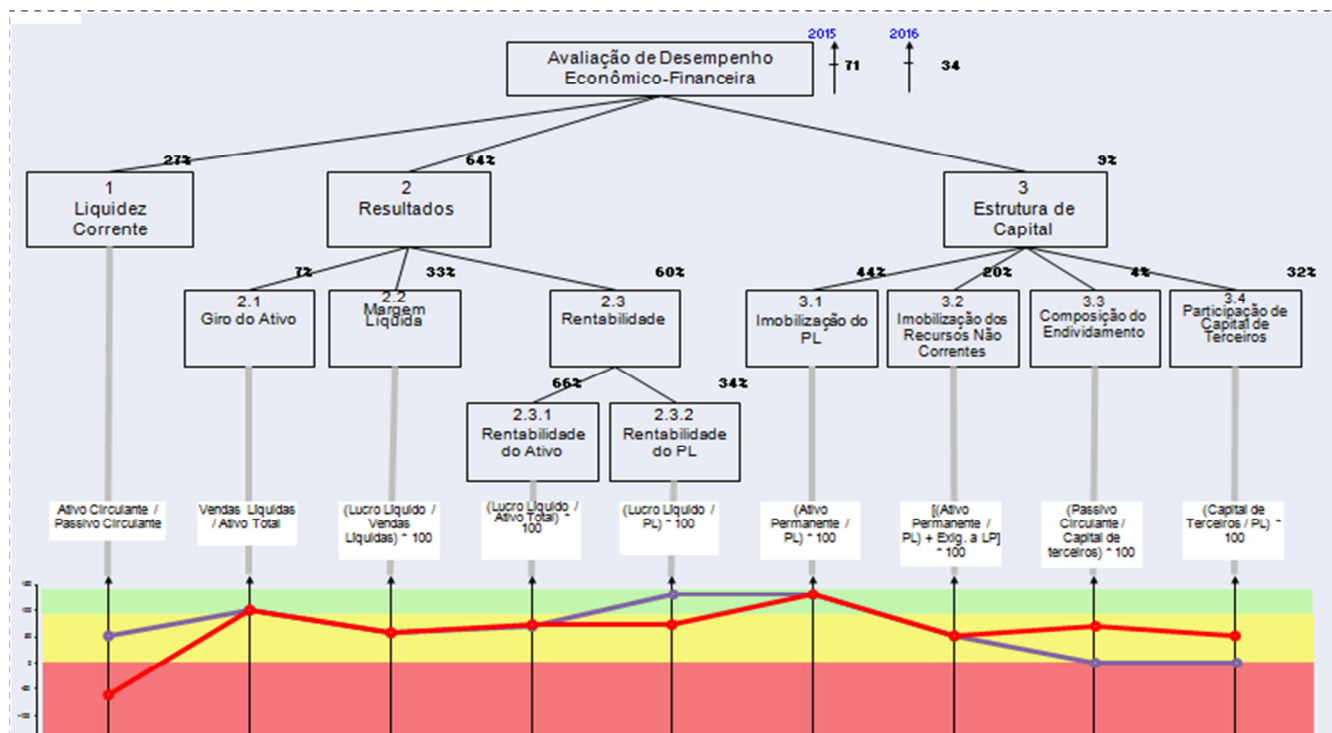 2015
2016
Avaliação de Desempenho
Econômico-Financeira
71
34
27%
64%
9%
1
Liquidez
Corrente
2
Resultados
3
Estrutura de
Capital
7%
33%
60%
44%
20%
4%
32%
2.1
Giro do Ativo
2.2
Margem
Líquida
2.3
Rentabilidade
3.1
Imobilização do
PL
3.2
Imobilização dos
Recursos Não
Correntes
3.3
Composição do
Endividamento
3.4
Participação de
Capital de
Terceiros
66%
34%
2.3.1
Rentabilidade
do Ativo
2.3.2
Rentabilidade
do PL
Ativo Circulante /
Passivo Circulante
Vendas Líquidas
/ Ativo Total
(Lucro Líquido /
Vendas
Líquidas) * 100
(Lucro Líquido /
Ativo Total) *
100
(Lucro Líquido /
PL) * 100
(Ativo
Permanente /
PL) * 100
[(Ativo
Permanente /
PL) + Exig. a LP]
* 100
(Passivo
Circulante /
Capital de
terceiros) * 100
(Capital de
Terceiros / PL) *
100